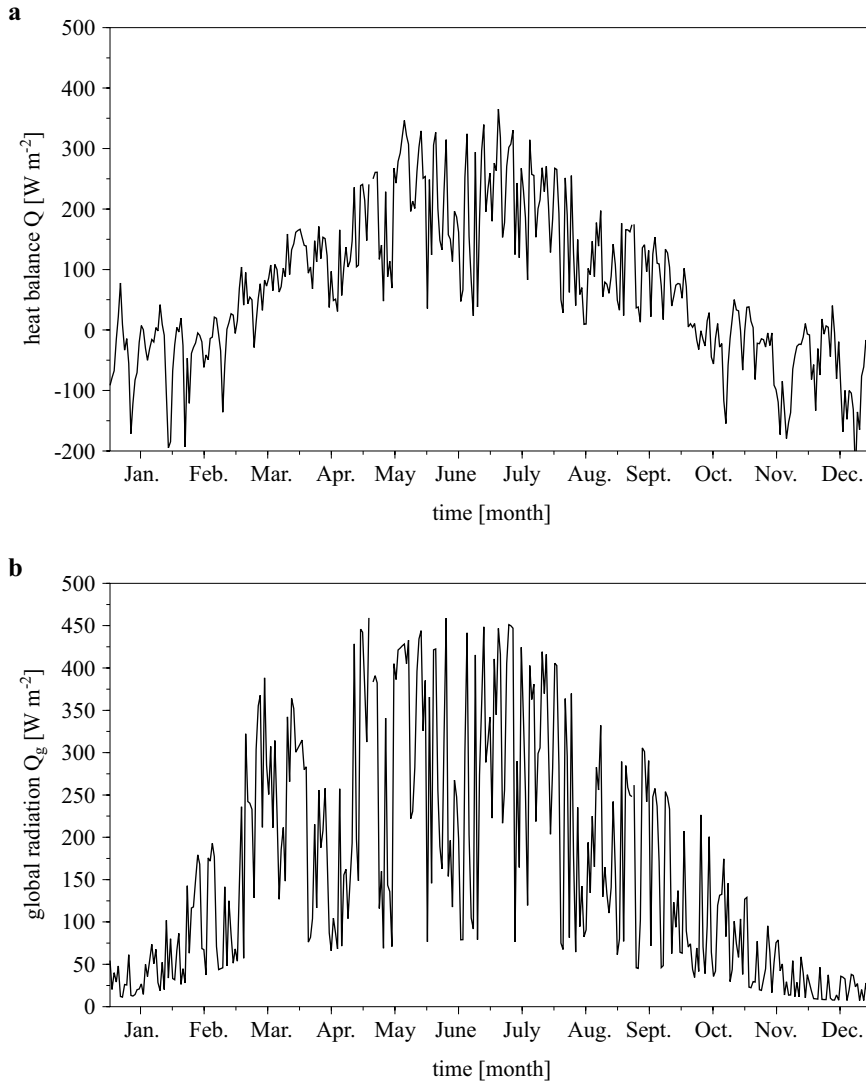 a
500
400
300
200
100
0
-100
-200
heat balance Q [W m-2]
Jan. Feb. Mar. Apr. May June July Aug. Sept. Oct. Nov. Dec.
time [month]
b
500
450
400
350
300
250
200
150
100
50
0
global radiation Qg [W m-2]
Jan. Feb. Mar. Apr. May June July Aug. Sept. Oct. Nov. Dec.
time [month]